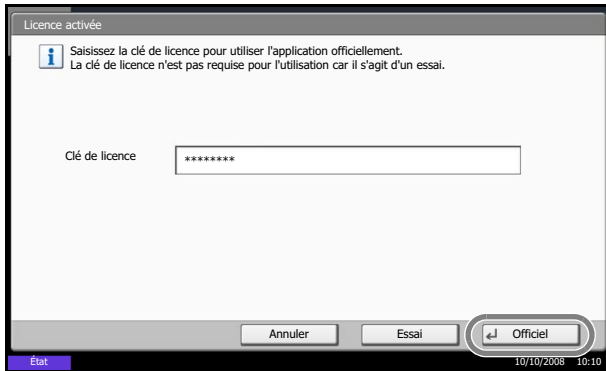 Licence activée
Saisissez la clé de licence pour utiliser l'application officiellement.
La clé de licence n'est pas requise pour l'utilisation car il s'agit d'un essai.
Clé de licence
********
Annuler
Essai
Officiel
État
10/10/2008 10:10